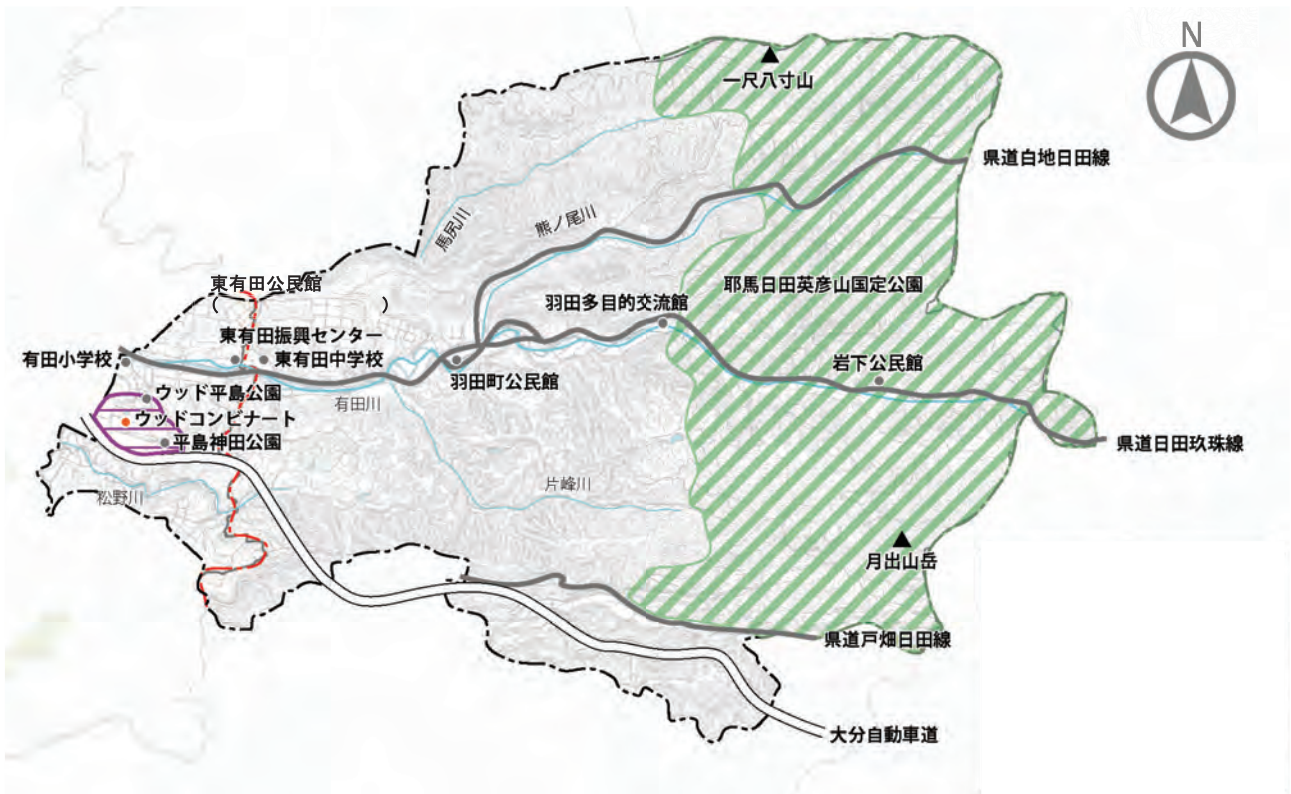 N
一尺八寸山
県道白地日田線
馬尻川
熊ノ尾川
東有田公民館
( )
耶馬日田英彦山国定公園
羽田多目的交流館
東有田振興センター
有田小学校
東有田中学校
岩下公民館
羽田町公民館
ウッド平島公園
有田川
ウッドコンビナート
平島神田公園
県道日田玖珠線
松野川
片峰川
月出山岳
県道戸畑日田線
大分自動車道